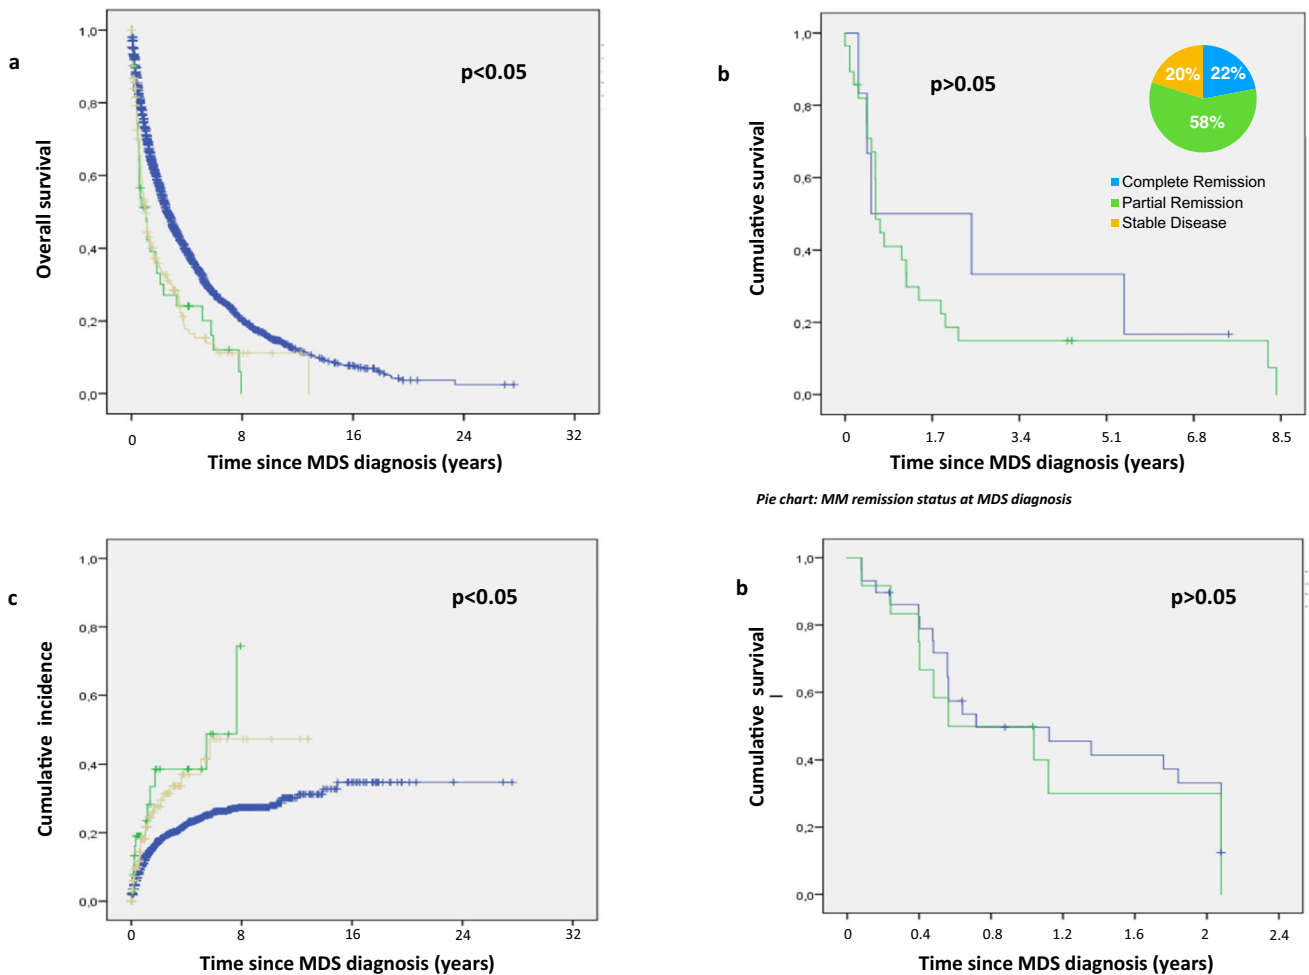 a
p<0.05
Overall survival
1,0
0,8
0,6
0,4
0,2
0,0
0 8 16 24 32
Time since MDS diagnosis (years)
b
p>0.05
Cumulative survival
1,0
0,8
0,6
0,4
0,2
0,0
20% 22%
58%
Complete Remission
Partial Remission
Stable Disease
0 1.7 3.4 5.1 6.8 8.5
Time since MDS diagnosis (years)
Pie chart: MM remission status at MDS diagnosis
c
p<0.05
Cumulative incidence
1,0
0,8
0,6
0,4
0,2
0,0
0 8 16 24 32
Time since MDS diagnosis (years)
b
p>0.05
Cumulative survival
1,0
0,8
0,6
0,4
0,2
0,0
0 0.4 0.8 1.2 1.6 2 2.4
Time since MDS diagnosis (years)